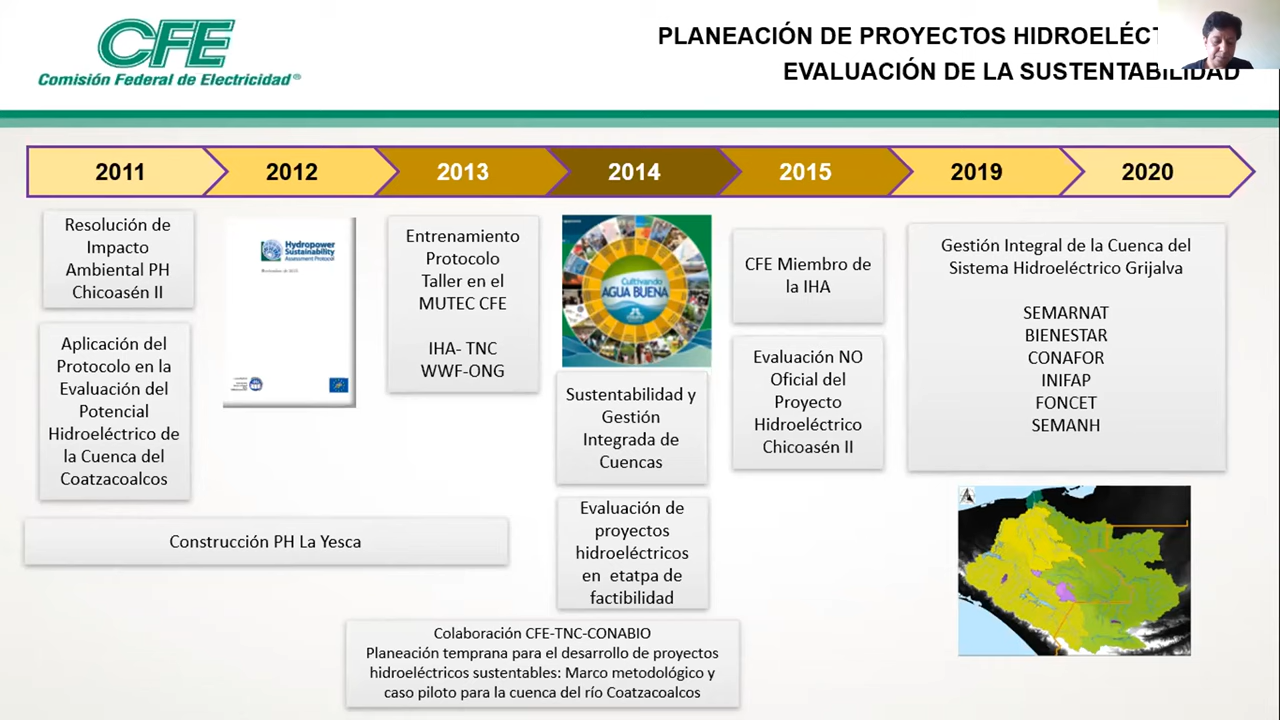 CFE
Comisión Federal de Electricidad®
PLANEACIÓN DE PROYECTOS
EVALUACIÓN DE LA SUSTENTABILIDAD
2011
2012
2013
2014
2015
2019
2020
Resolución de
Impacto
Ambiental PH
Chicoasén II
Aplicación del
Protocolo en la
Evaluación del
Potencial
Hidroeléctrico de
la Cuenca del
Coatzacoalcos
Hydropower
Sustainability
Assessment Protocol
Construcción PH La Yesca
Entrenamiento
Protocolo
Taller en el
MUTEC CFE
IHA- TNC
WWF-ONG
Cultivando
AGUA BUENA
Sustentabilidad y
Gestión
Integrada de
Cuencas
Evaluación de
proyectos
hidroeléctricos
en etatpa de
factibilidad
Colaboración CFE-TNC-CONABIO
Planeación temprana para el desarrollo de proyectos
hidroeléctricos sustentables: Marco metodológico y
caso piloto para la cuenca del río Coatzacoalcos
CFE Miembro de
la IHA
Evaluación NO
Oficial del
Proyecto
Hidroeléctrico
Chicoasén II
Gestión Integral de la Cuenca del
Sistema Hidroeléctrico Grijalva
SEMARNAT
BIENESTAR
CONAFOR
INIFAP
FONCET
SEMANH